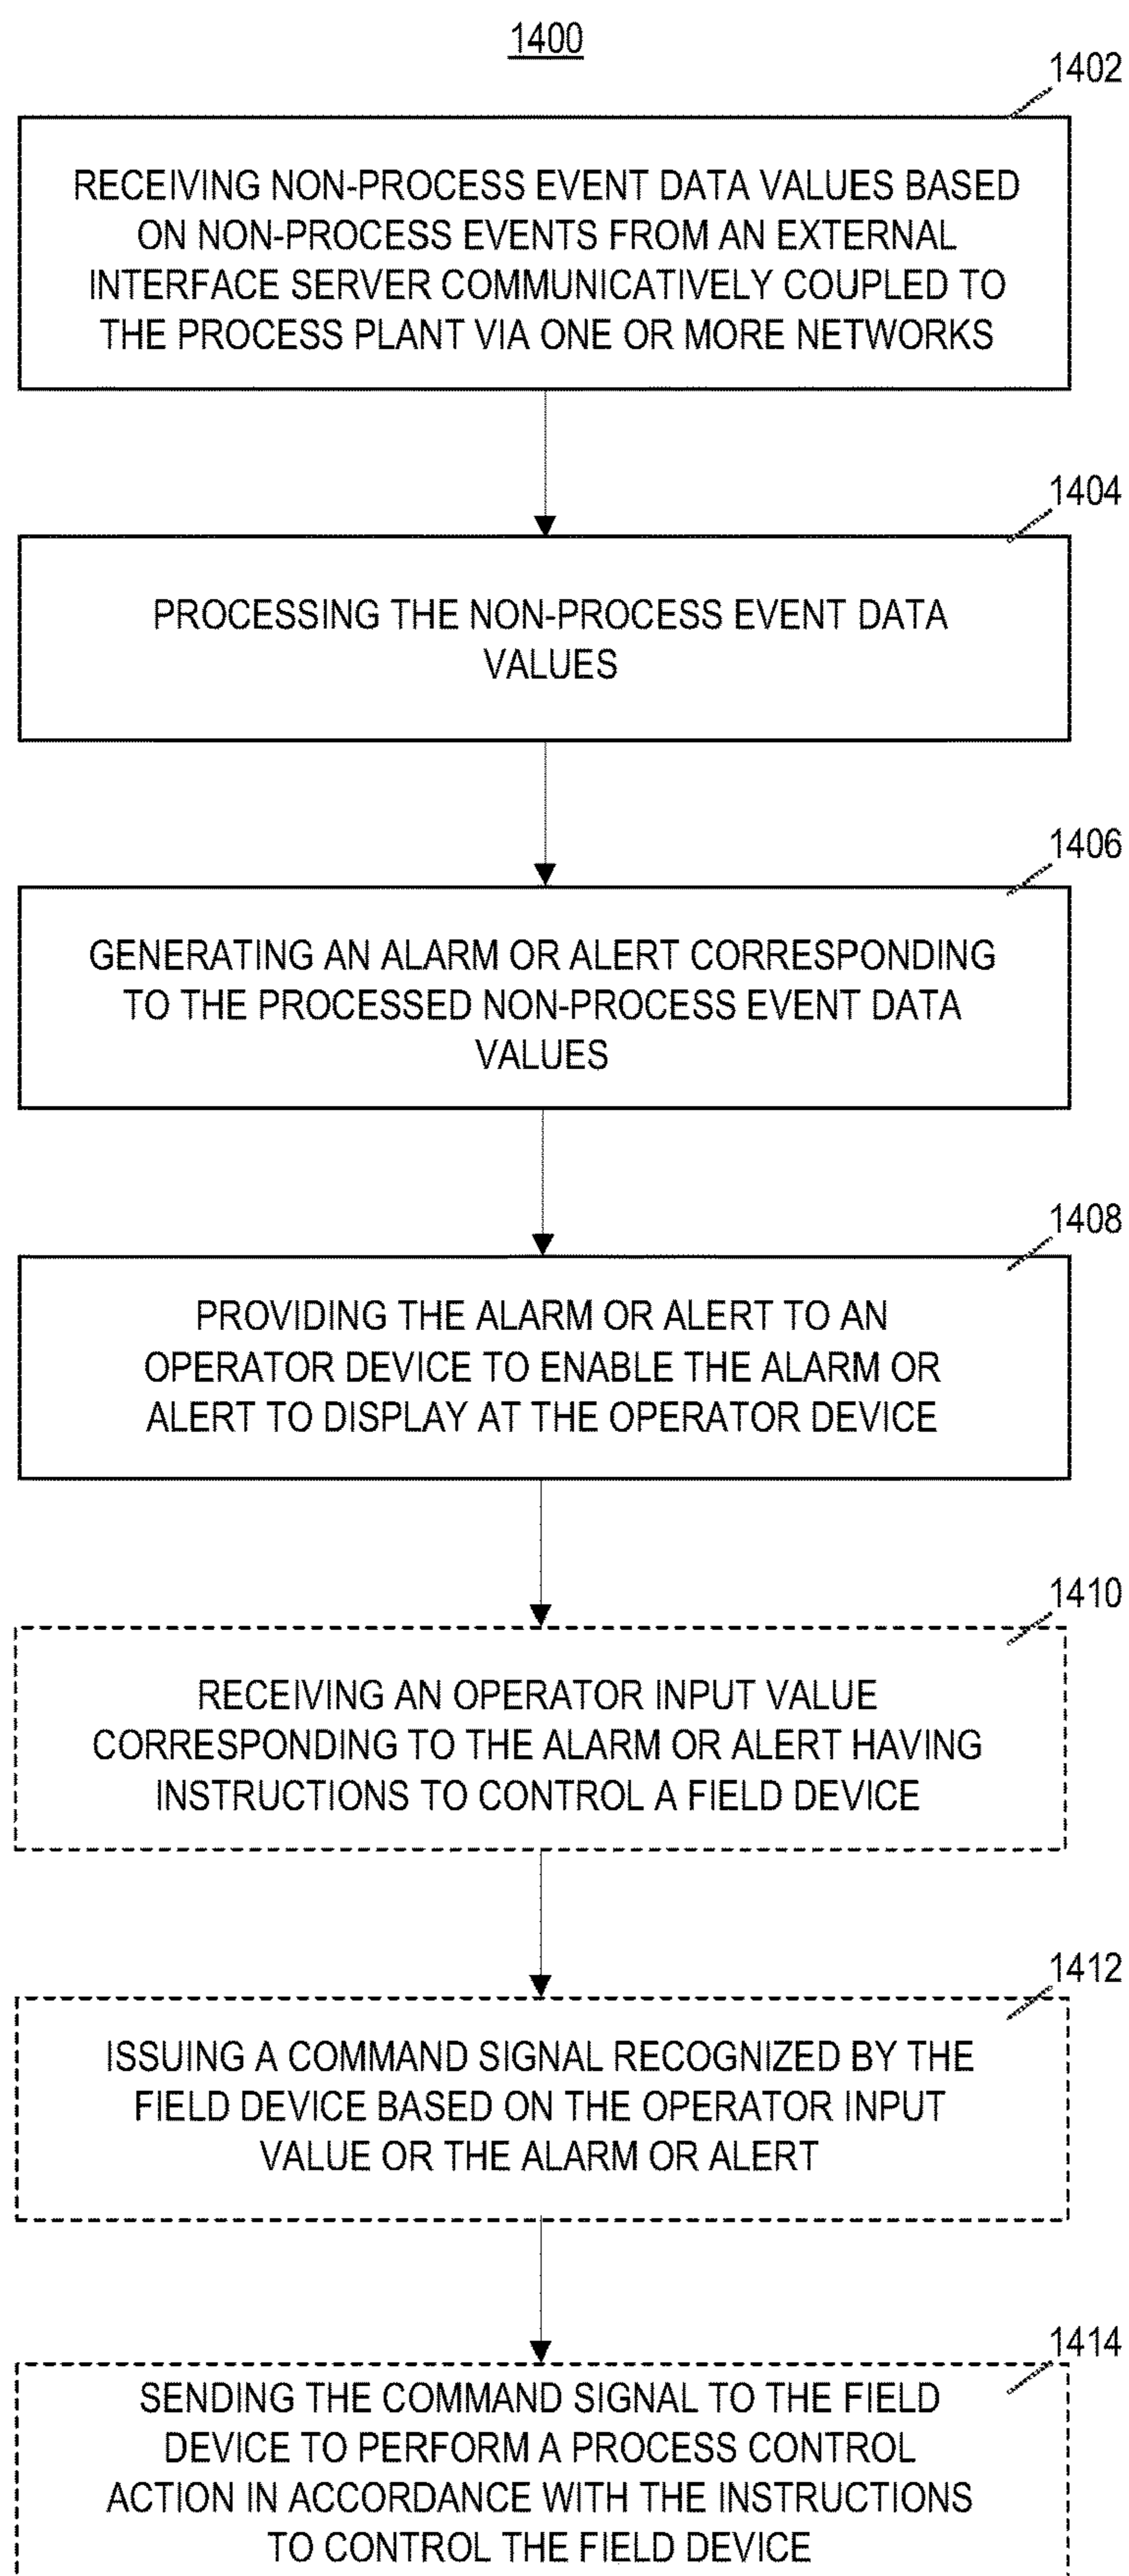 1400
1402
RECEIVING NON-PROCESS EVENT DATA VALUES BASED
ON NON-PROCESS EVENTS FROM AN EXTERNAL
INTERFACE SERVER COMMUNICATIVELY COUPLED TO
THE PROCESS PLANT VIA ONE OR MORE NETWORKS
1404
PROCESSING THE NON-PROCESS EVENT DATA
VALUES
1406
GENERATING AN ALARM OR ALERT CORRESPONDING
TO THE PROCESSED NON-PROCESS EVENT DATA
VALUES
1408
PROVIDING THE ALARM OR ALERT TO AN
OPERATOR DEVICE TO ENABLE THE ALARM OR
ALERT TO DISPLAY AT THE OPERATOR DEVICE
1410
RECEIVING AN OPERATOR INPUT VALUE
CORRESPONDING TO THE ALARM OR ALERT HAVING
INSTRUCTIONS TO CONTROL A FIELD DEVICE
1412
ISSUING A COMMAND SIGNAL RECOGNIZED BY THE
FIELD DEVICE BASED ON THE OPERATOR INPUT
VALUE OR THE ALARM OR ALERT
1414
SENDING THE COMMAND SIGNAL TO THE FIELD
DEVICE TO PERFORM A PROCESS CONTROL
ACTION IN ACCORDANCE WITH THE INSTRUCTIONS
TO CONTROL THE FIELD DEVICE